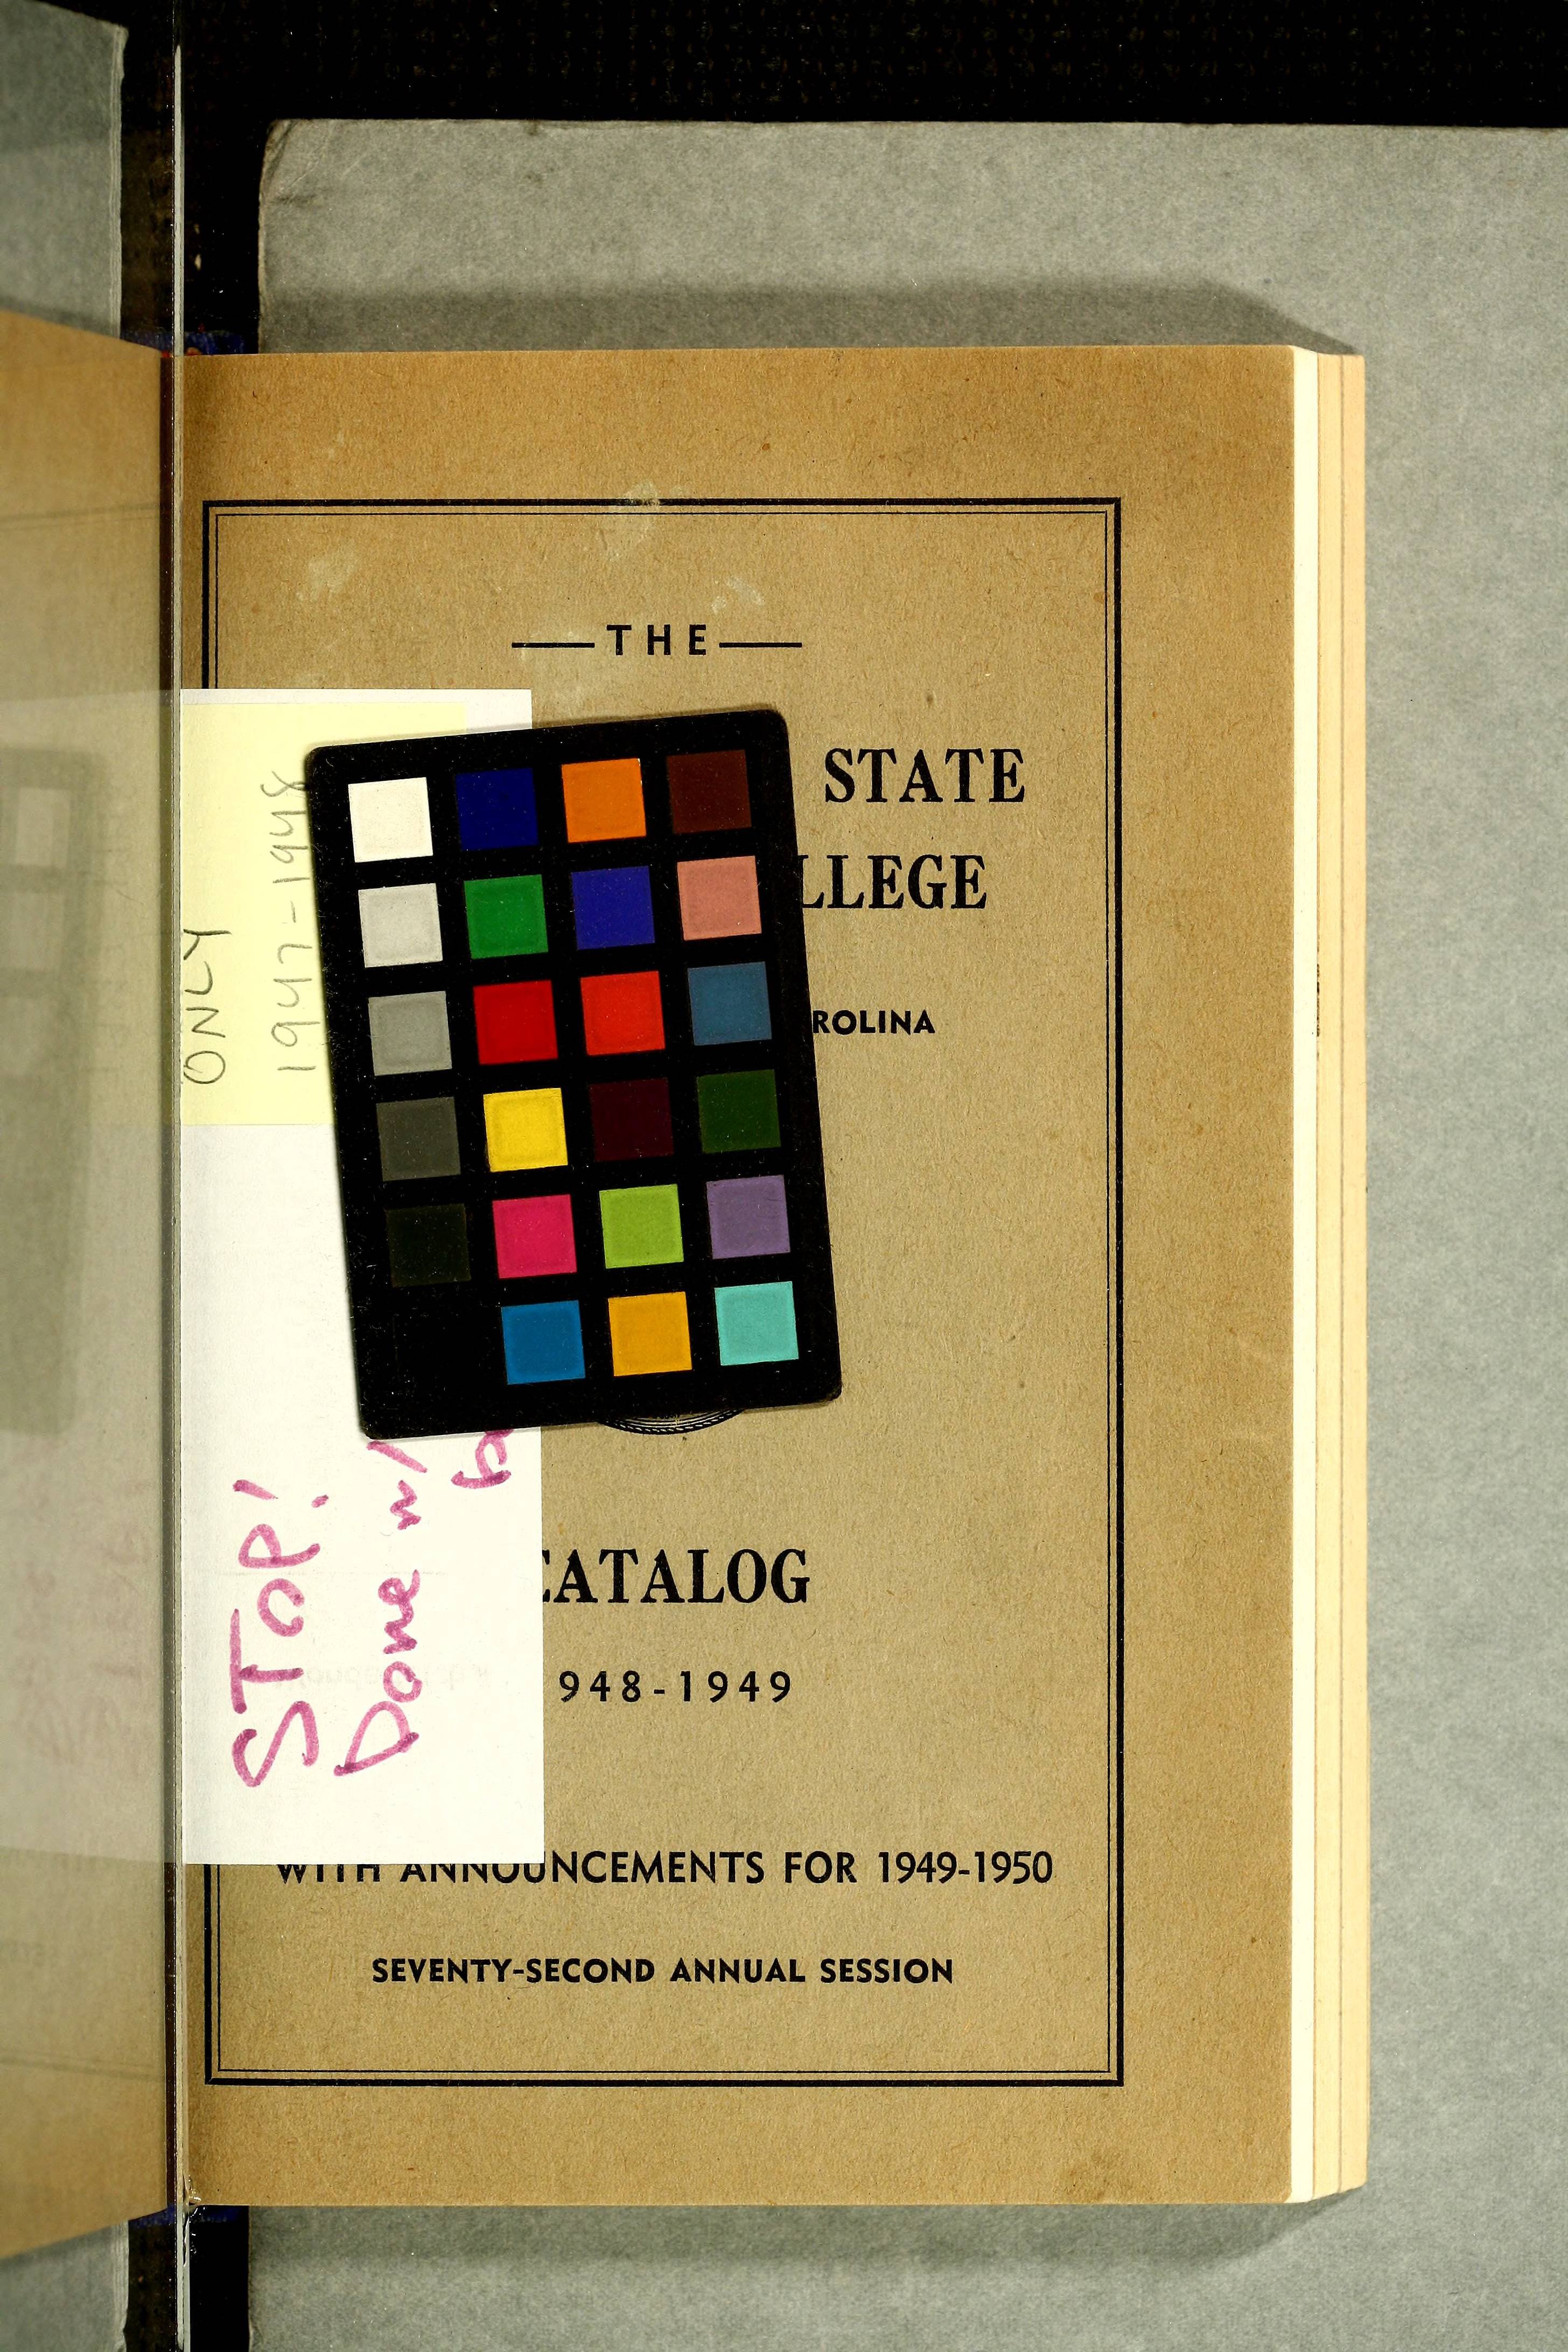 THE
STATE
LLEGE
ROLINA
CATALOG
948-1949
WITH ANNOUNCEMENTS FOR 1949-1950
SEVENTY-SECOND ANNUAL SESSION
ONLY
1947-1948
STOP!
Done w/